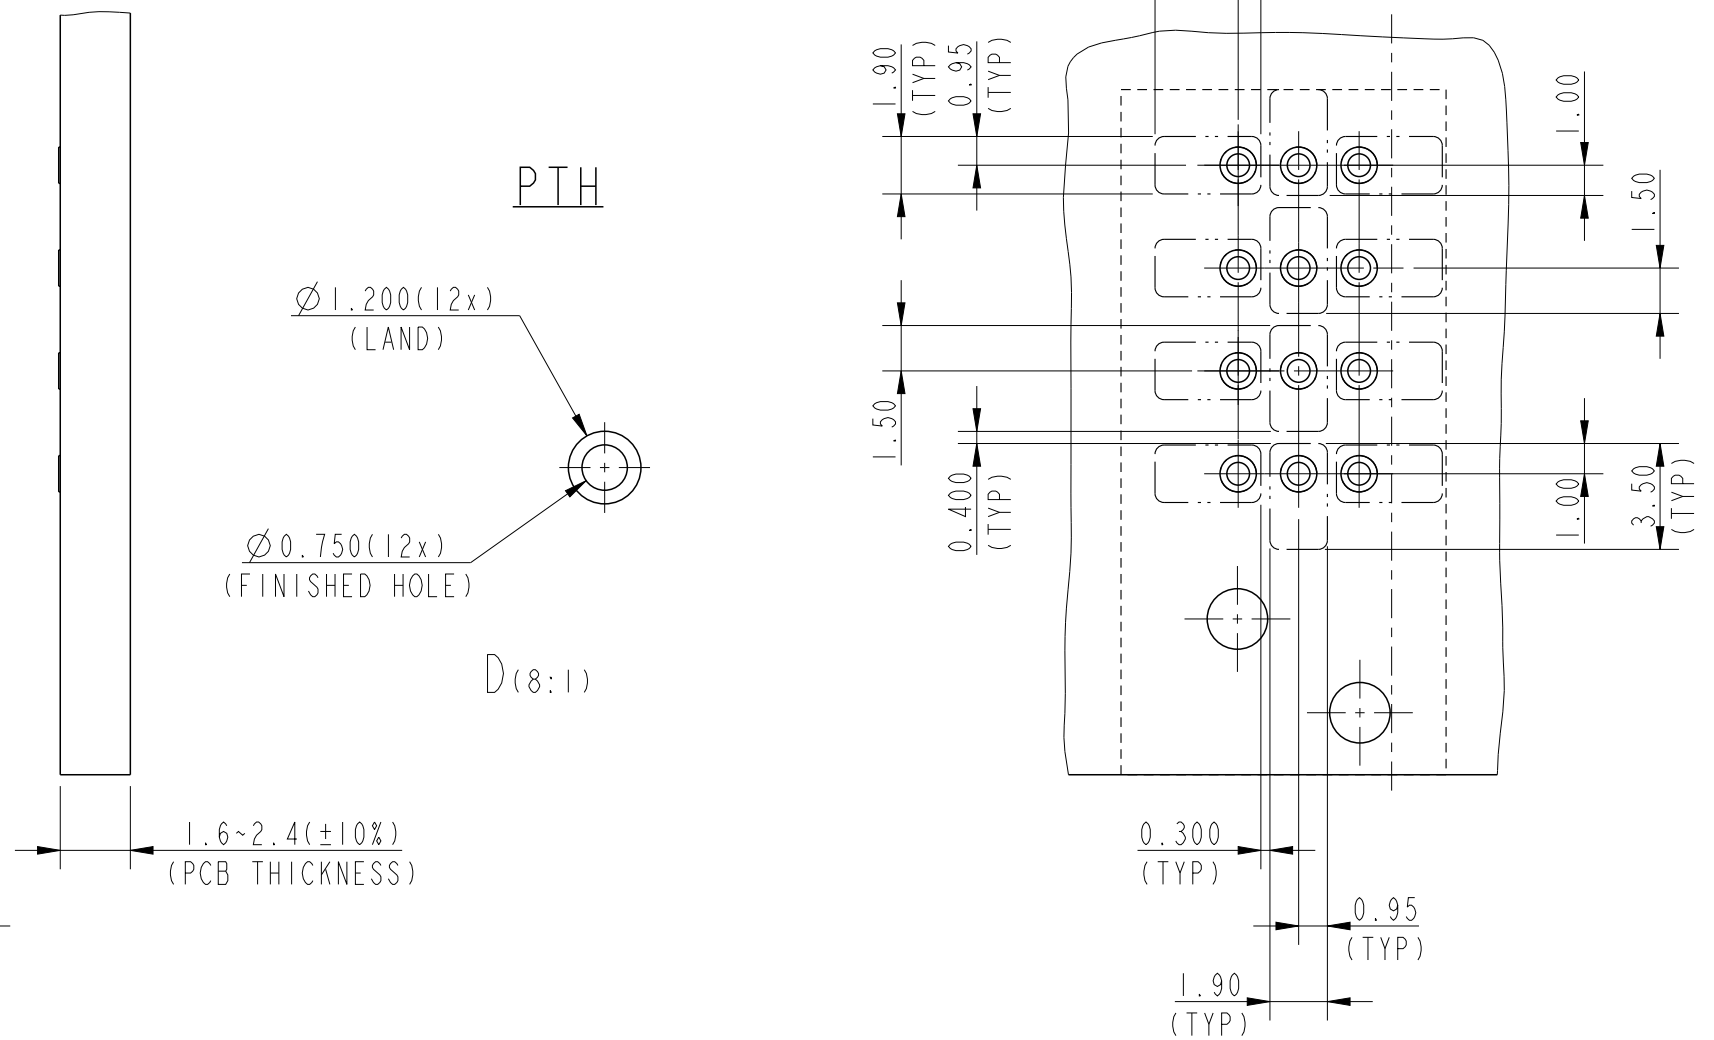 PTH
Ø1.200(12x)
(LAND)
Ø0.750(12x)
(FINISHED HOLE)
D(8:1)
1.6~2.4(±10%)
(PCB THICKNESS)
1.90
(TYP)
0.95
(TYP)
1.00
1.50
1.50
0.400
(TYP)
1.00
3.50
(TYP)
0.300
(TYP)
0.95
(TYP)
1.90
(TYP)